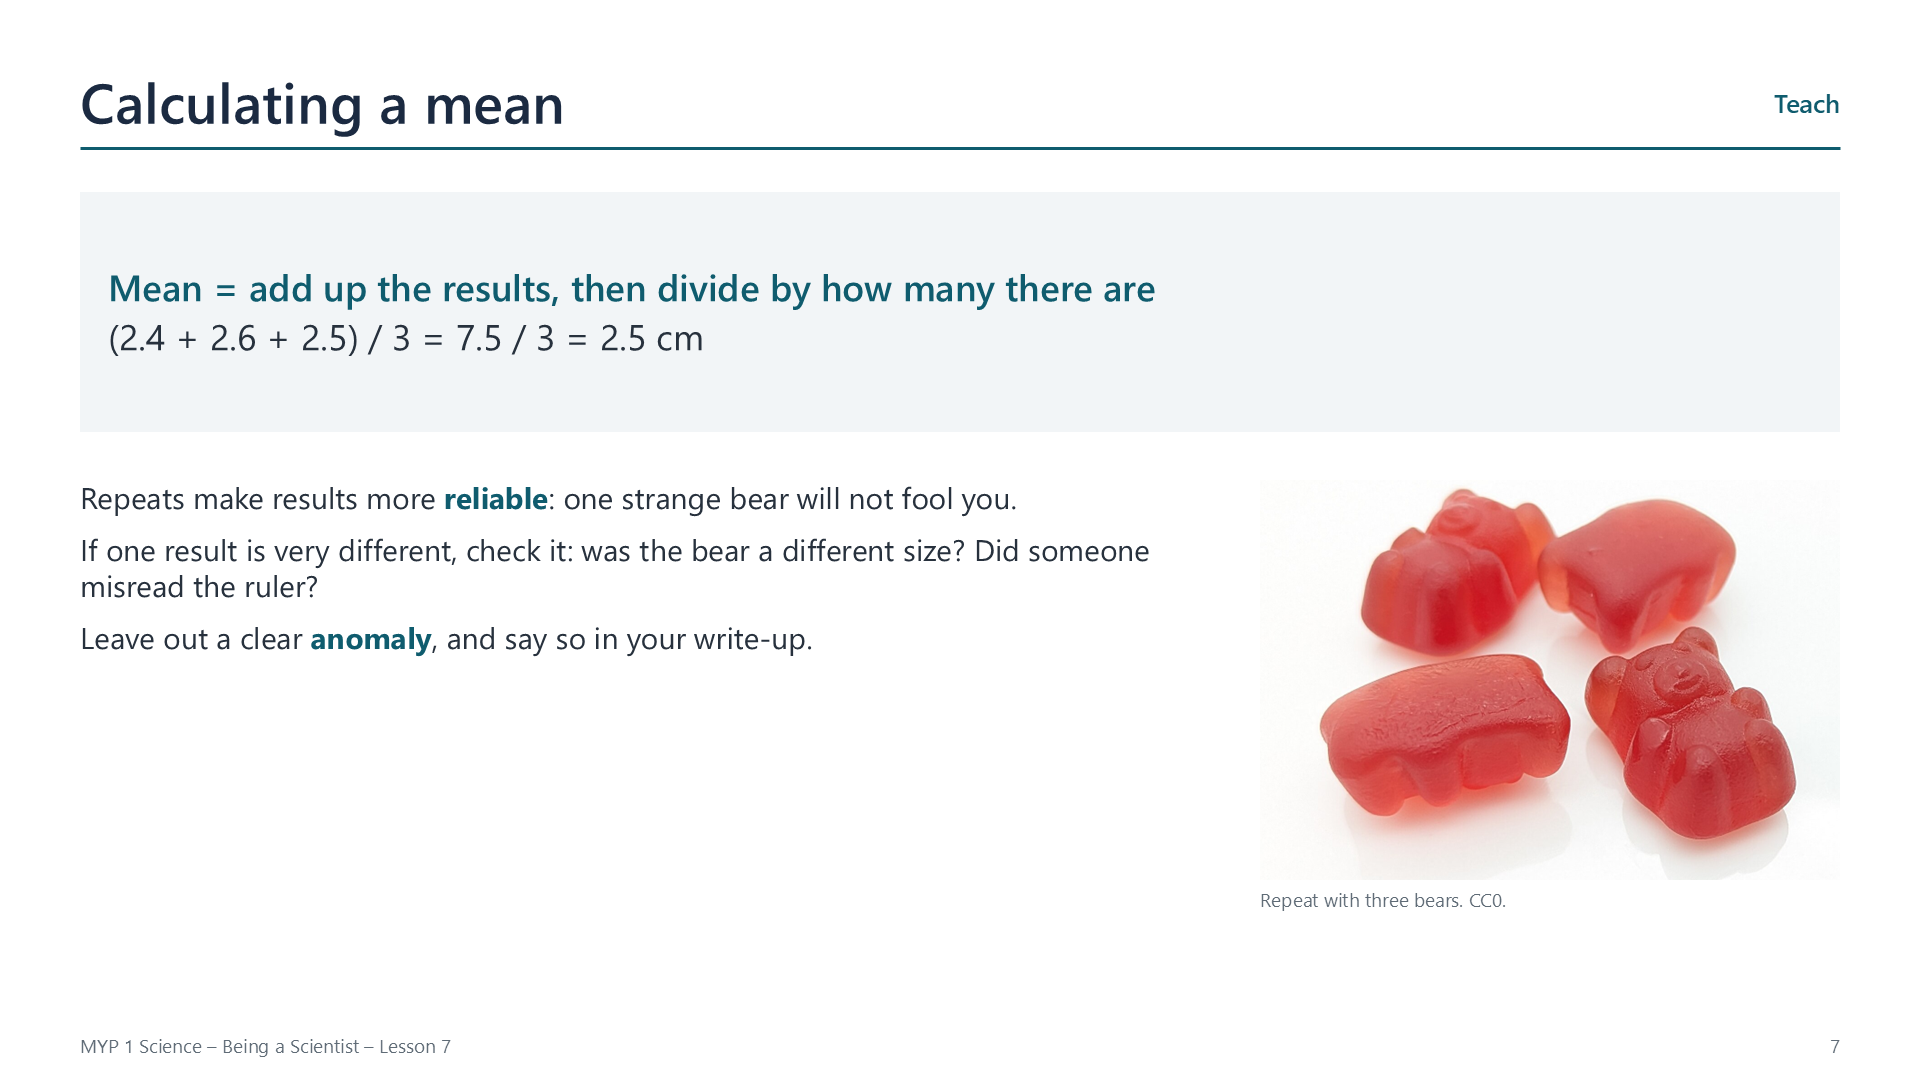 Calculating a mean
Teach
Mean = add up the results, then divide by how many there are
(2.4 + 2.6 + 2.5) / 3 = 7.5 / 3 = 2.5 cm
Repeats make results more reliable: one strange bear will not fool you.
If one result is very different, check it: was the bear a different size? Did someone
misread the ruler?
Leave out a clear anomaly, and say so in your write-up.
Repeat with three bears. CC0.
MYP 1 Science – Being a Scientist – Lesson 7
7